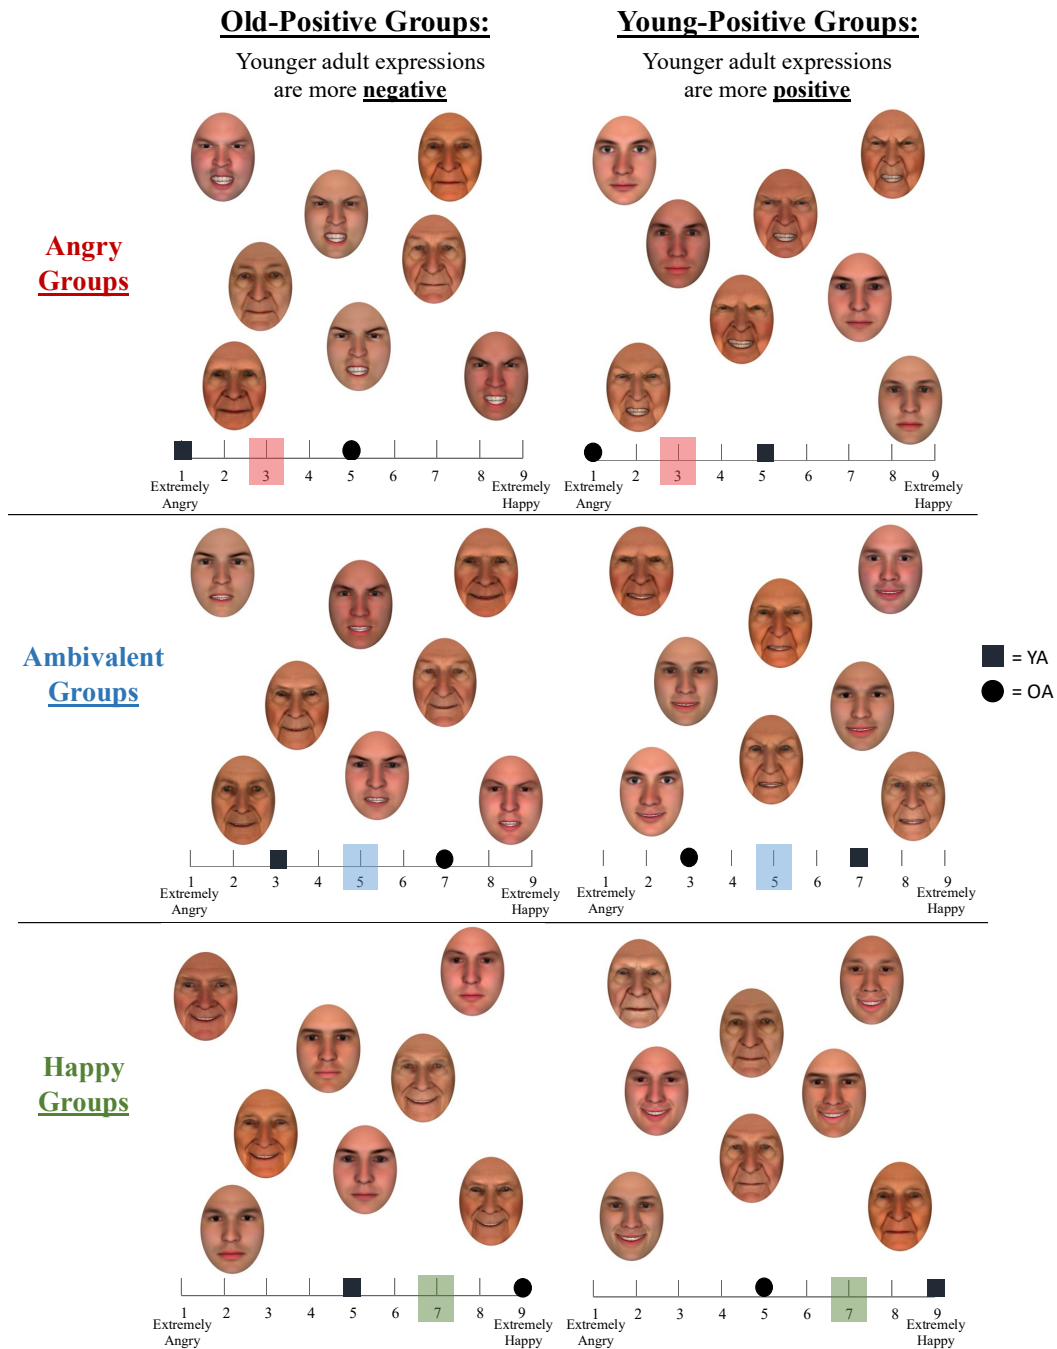 Old-Positive Groups:
Younger adult expressions
are more negative
Young-Positive Groups:
Younger adult expressions
are more positive
Angry
Groups
1 2 3 4 5 6 7 8 9
Extremely
Angry
Extremely
Happy
1 2 3 4 5 6 7 8 9
Extremely
Angry
Extremely
Happy
Ambivalent
Groups
= YA
= OA
1 2 3 4 5 6 7 8 9
Extremely
Angry
Extremely
Happy
1 2 3 4 5 6 7 8 9
Extremely
Angry
Extremely
Happy
Happy
Groups
1 2 3 4 5 6 7 8 9
Extremely
Angry
Extremely
Happy
1 2 3 4 5 6 7 8 9
Extremely
Angry
Extremely
Happy